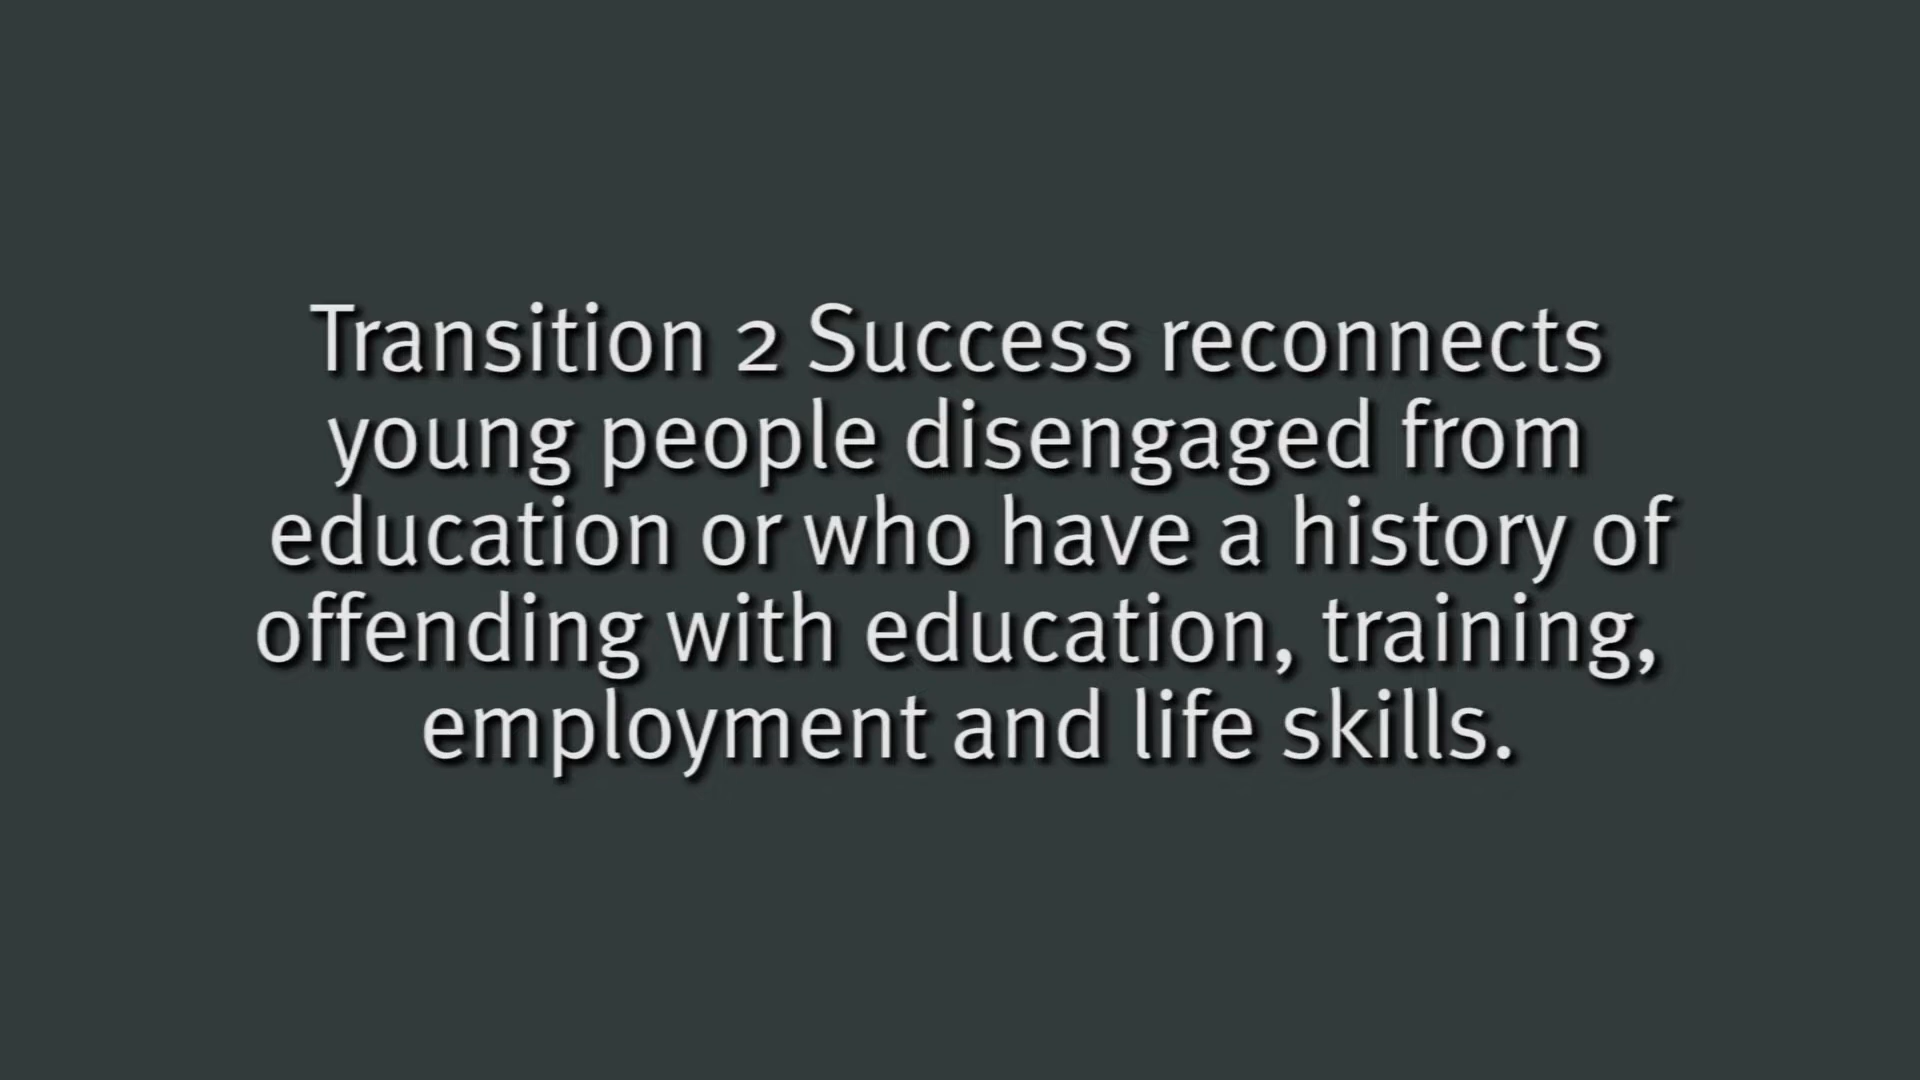 Transition 2 Success reconnects
young people disengaged from
education or who have a history of
offending with education, training,
employment and life skills.